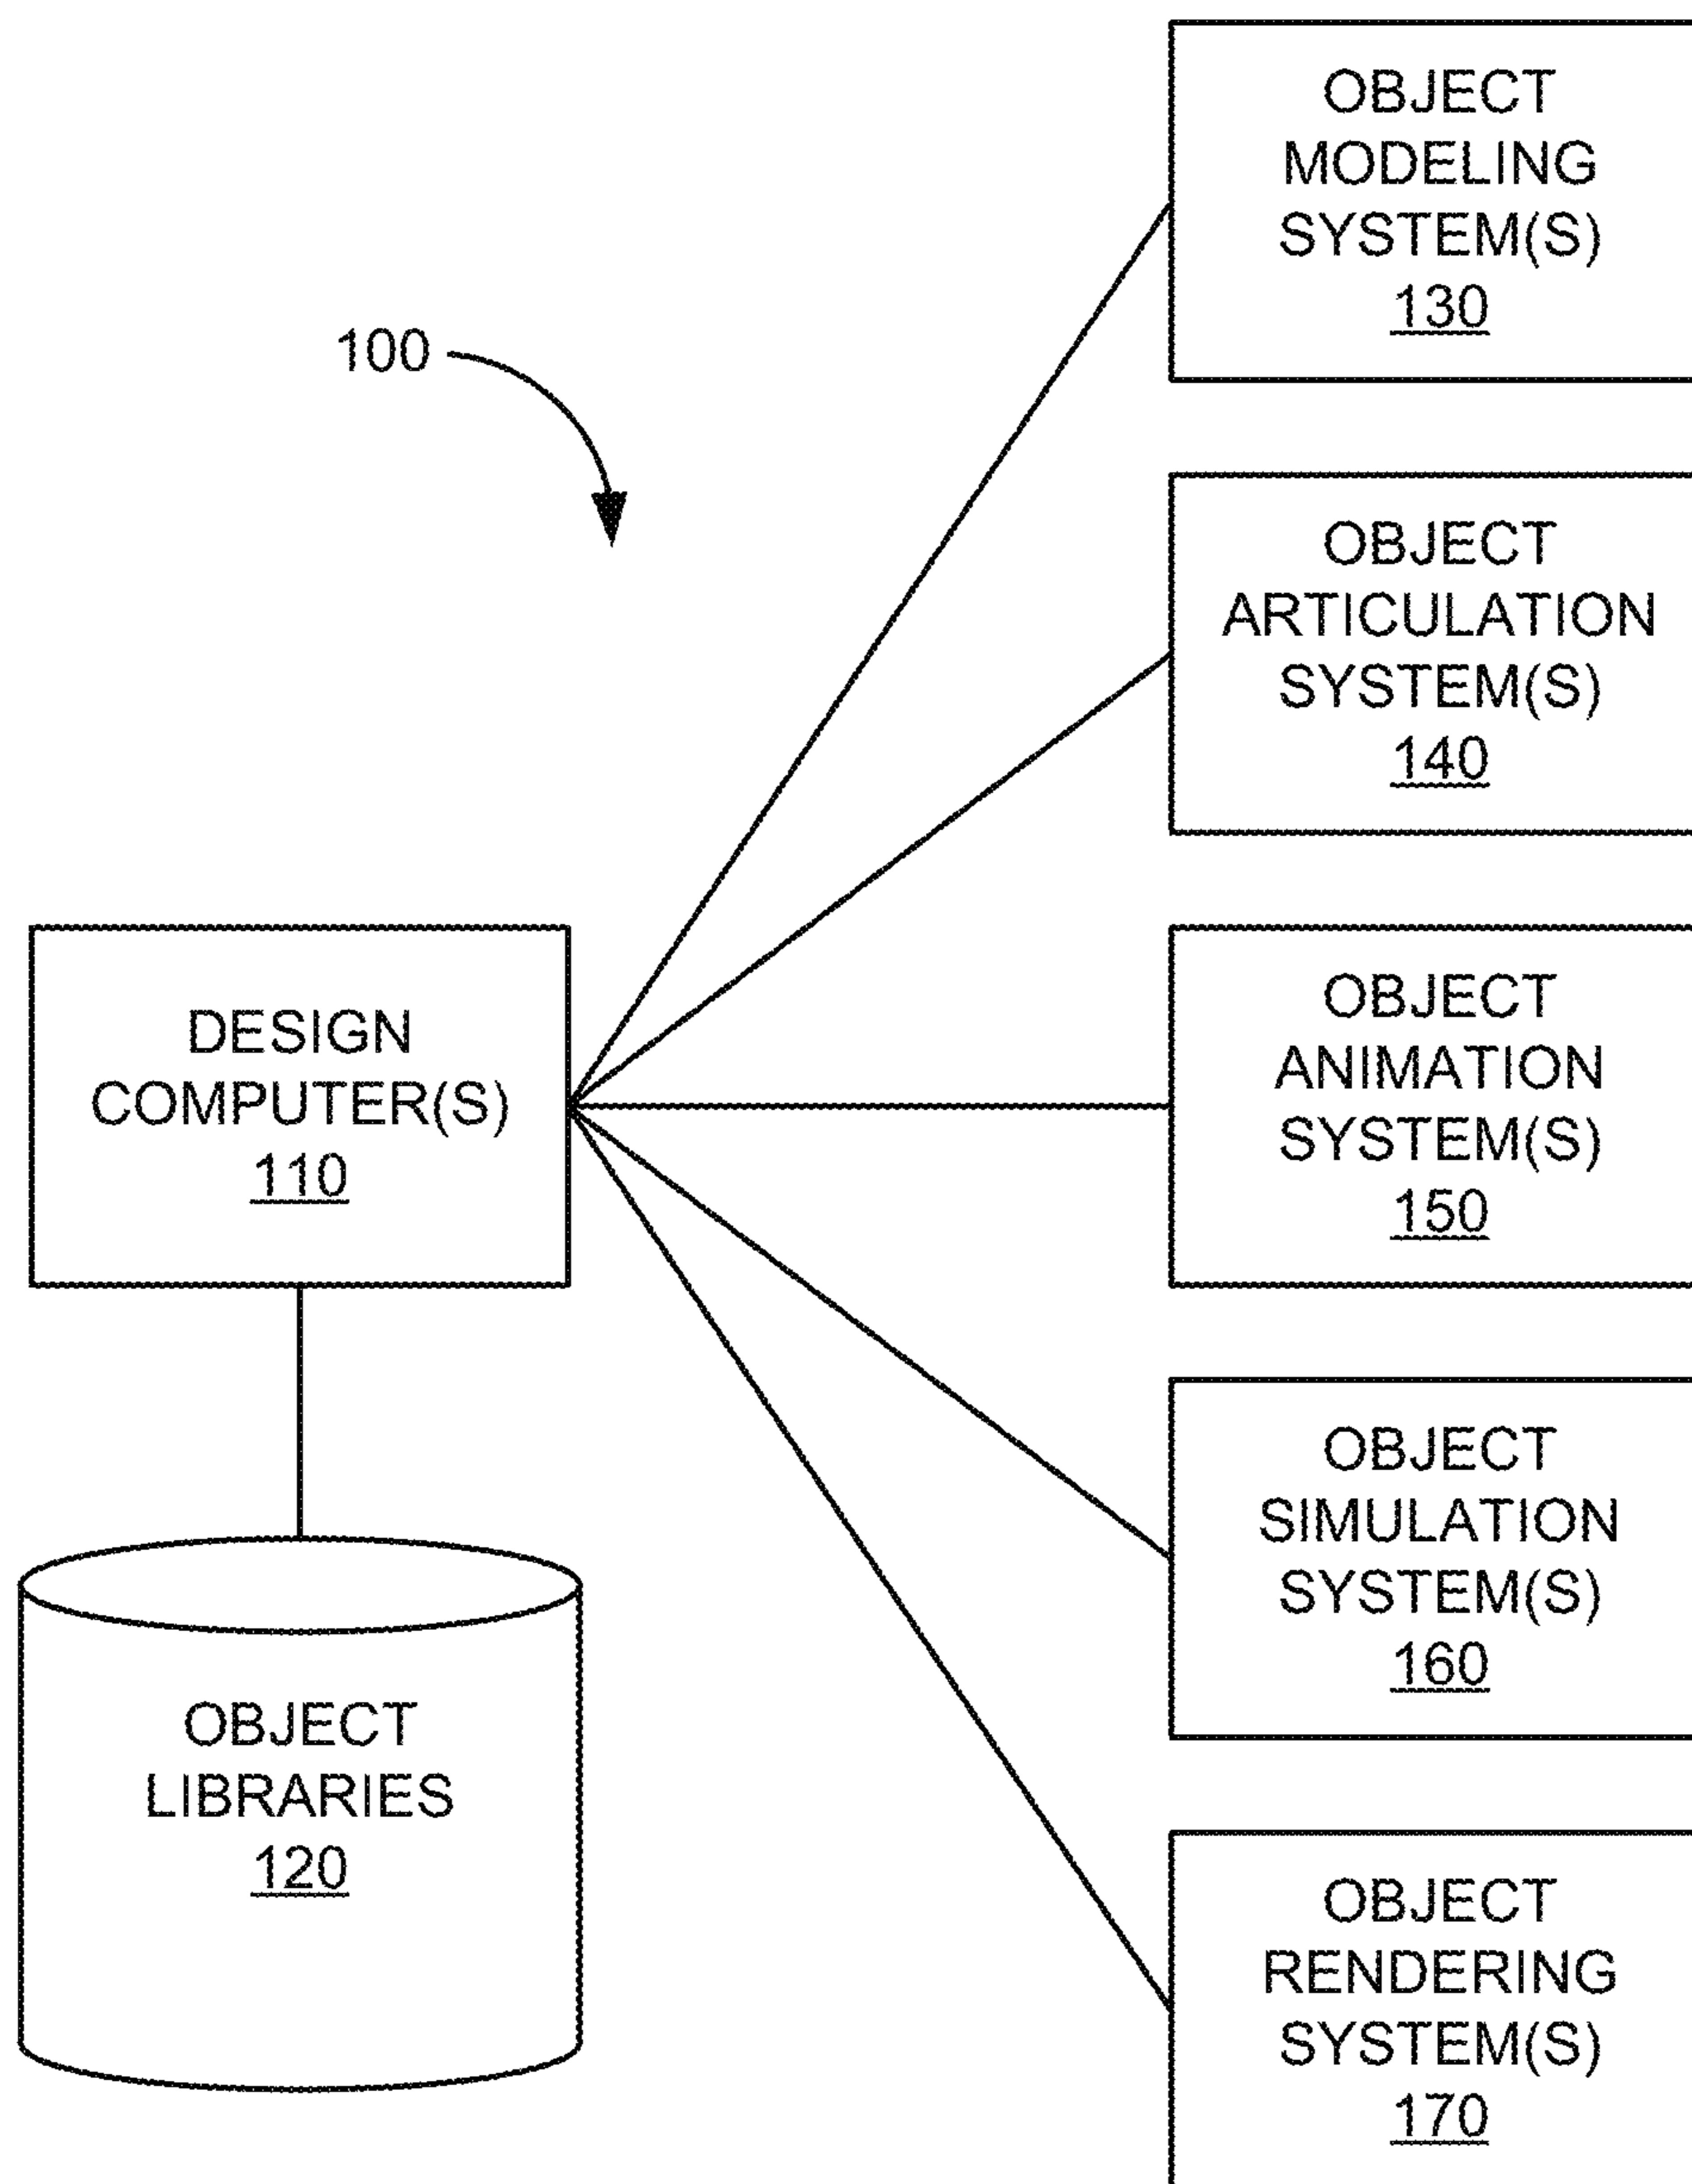 100
DESIGN
COMPUTER(S)
110
OBJECT
LIBRARIES
120
OBJECT
MODELING
SYSTEM(S)
130
OBJECT
ARTICULATION
SYSTEM(S)
140
OBJECT
ANIMATION
SYSTEM(S)
150
OBJECT
SIMULATION
SYSTEM(S)
160
OBJECT
RENDERING
SYSTEM(S)
170